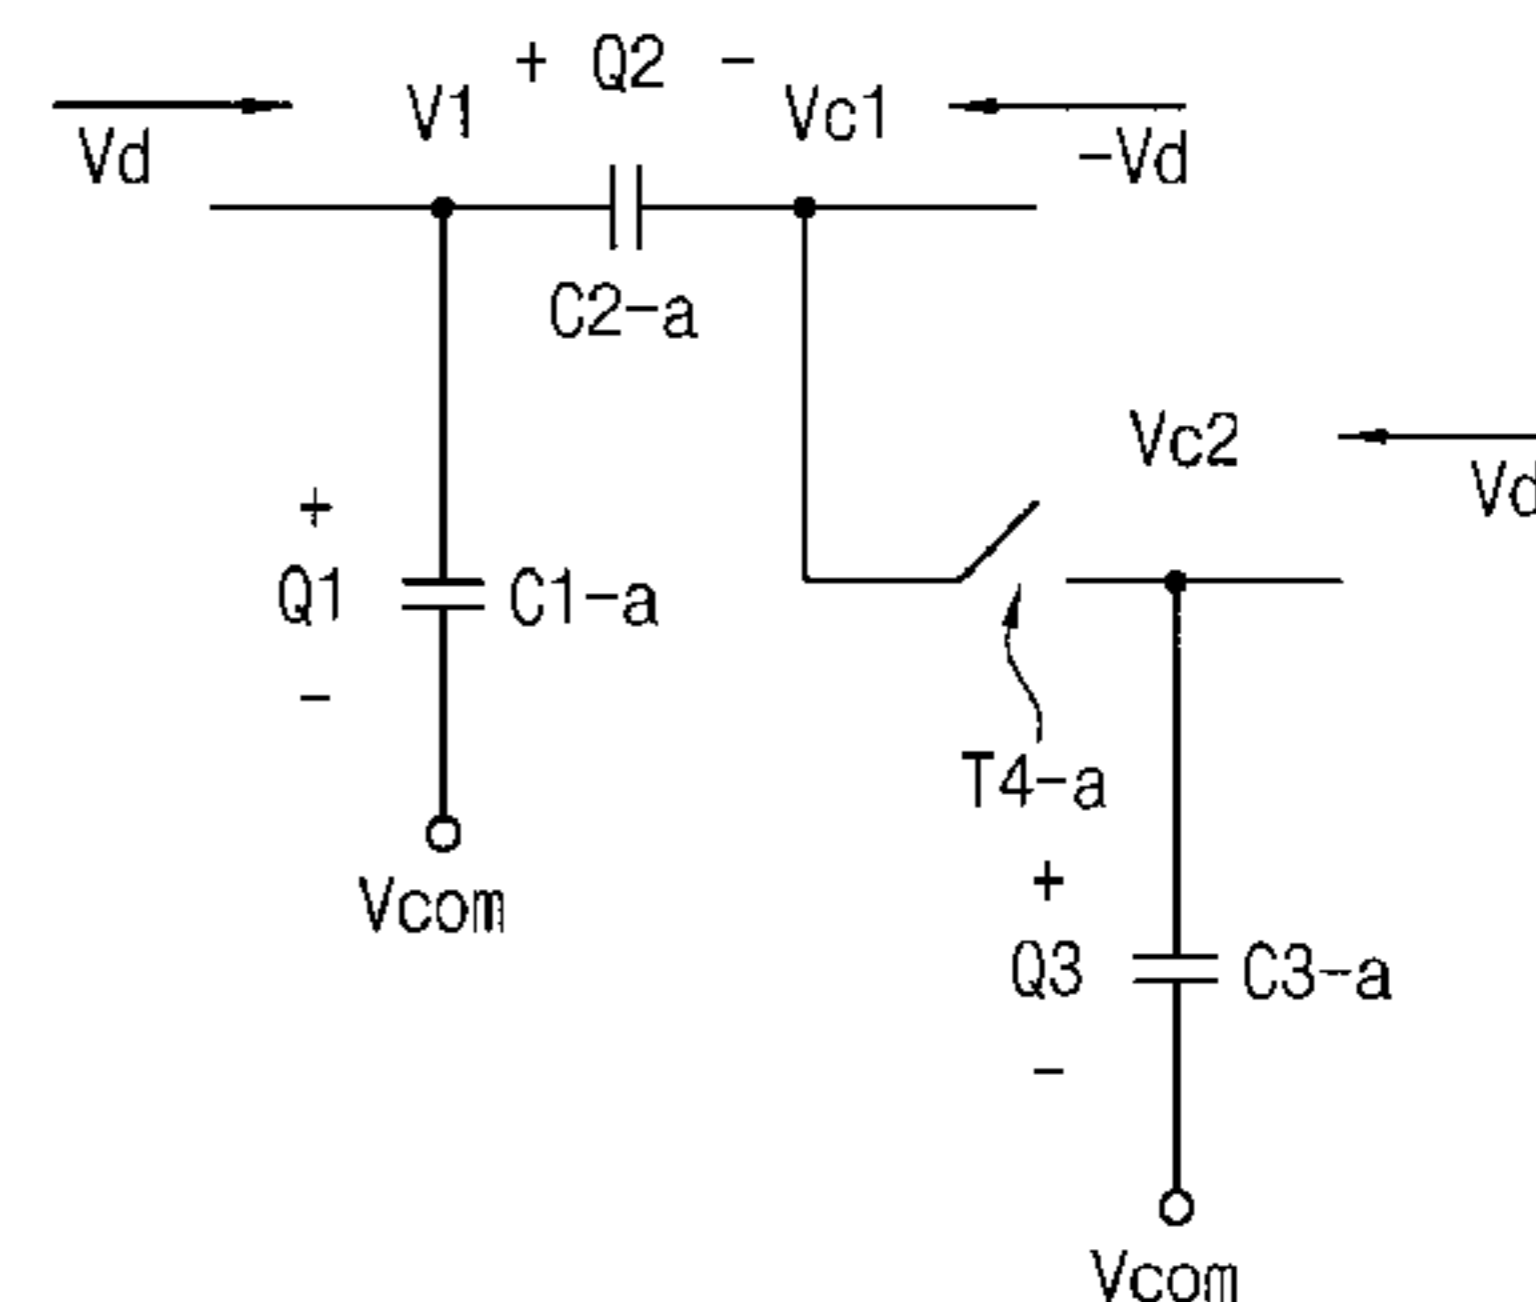 + Q2 -
V1 Vc1
Vd -Vd
C2-a
Vc2
Vd
+
Q1 C1-a
-
T4-a
Vcom
+
Q3 C3-a
-
Vcom